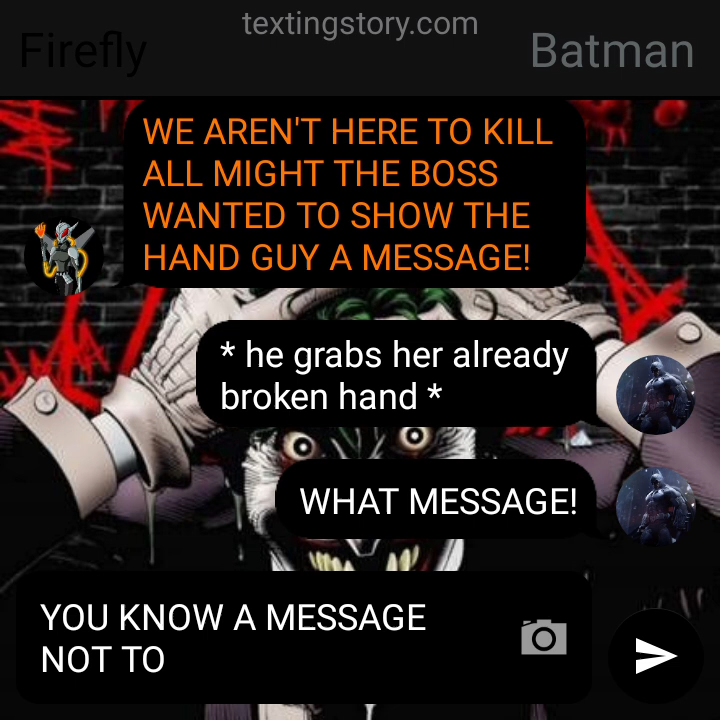 textingstory.com
Firefly
Batman
WE AREN'T HERE TO KILL
ALL MIGHT THE BOSS
WANTED TO SHOW THE
HAND GUY A MESSAGE!
* he grabs her already
broken hand *
WHAT MESSAGE!
YOU KNOW A MESSAGE
NOT TO